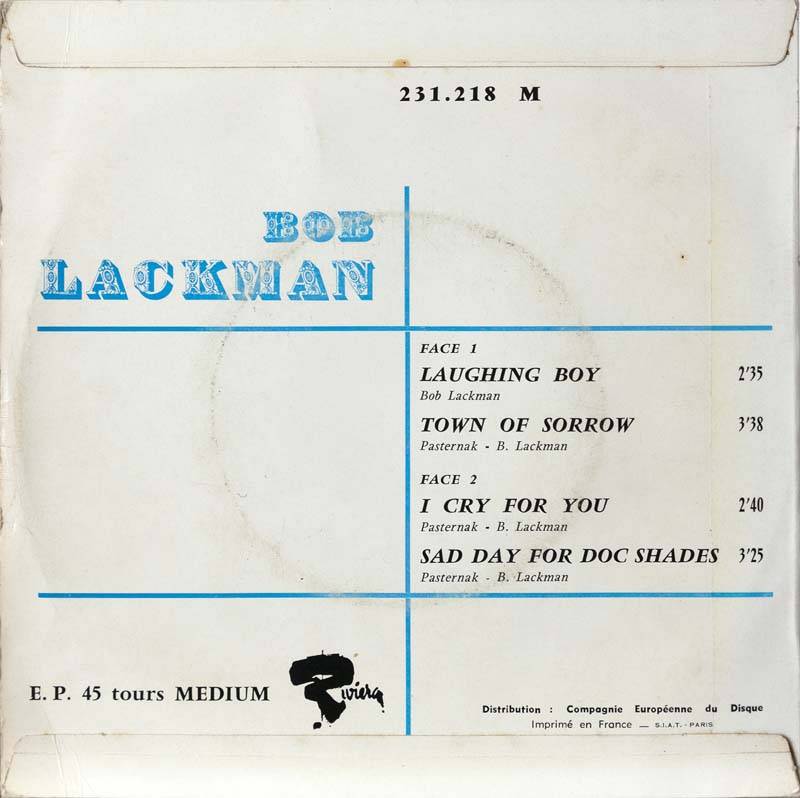 231.218 M
BOB
LACKMAN
FACE 1
LAUGHING BOY 2'35
Bob Lackman
TOWN OF SORROW 3'38
Pasternak - B. Lackman
FACE 2
I CRY FOR YOU 2'40
Pasternak - B. Lackman
SAD DAY FOR DOC SHADES 3'25
Pasternak - B. Lackman
E. P. 45 tours MEDIUM
Riviera
Distribution : Compagnie Européenne du Disque
Imprimé en France — S.I.A.T. - PARIS